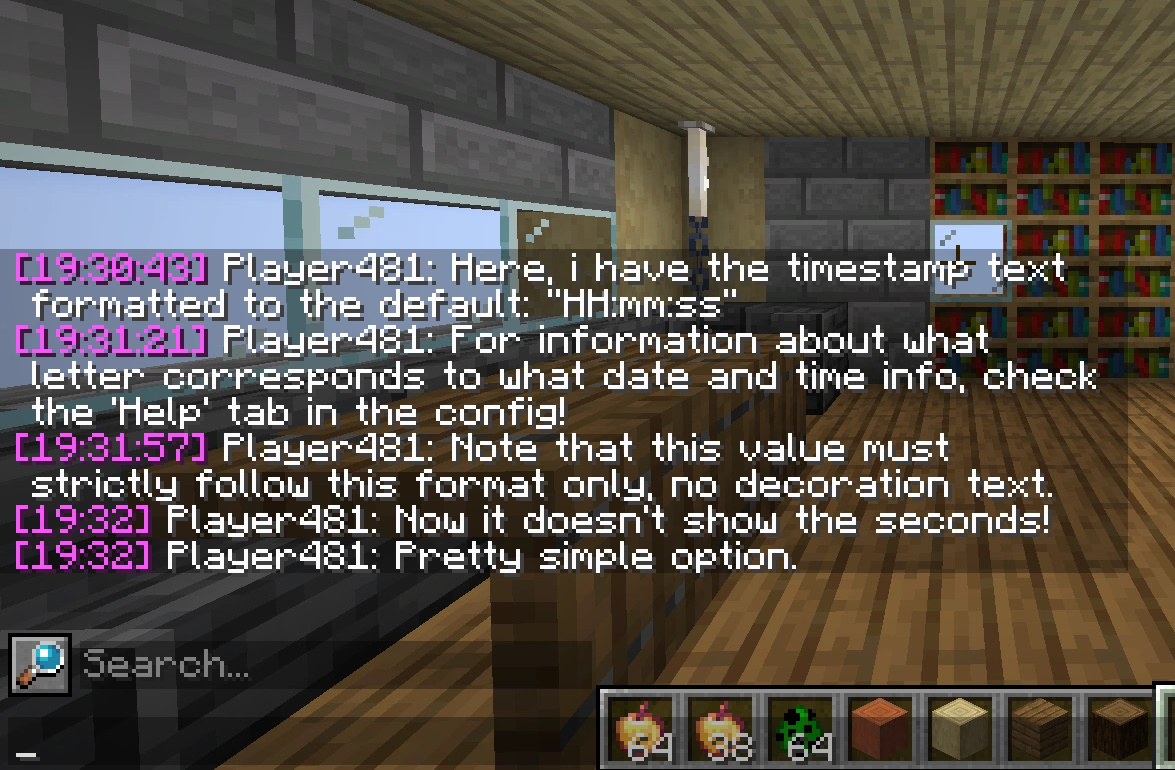 [19:30:43] Player481: Here, i have the timestamp text
formatted to the default: "HH:mm:ss"
[19:31:21] Player481: For information about what
letter corresponds to what date and time info, check
the 'Help' tab in the config!
[19:31:57] Player481: Note that this value must
strictly follow this format only, no decoration text.
[19:32] Player481: Now it doesn't show the seconds!
[19:32] Player481: Pretty simple option.
Search...
64 38 64
_